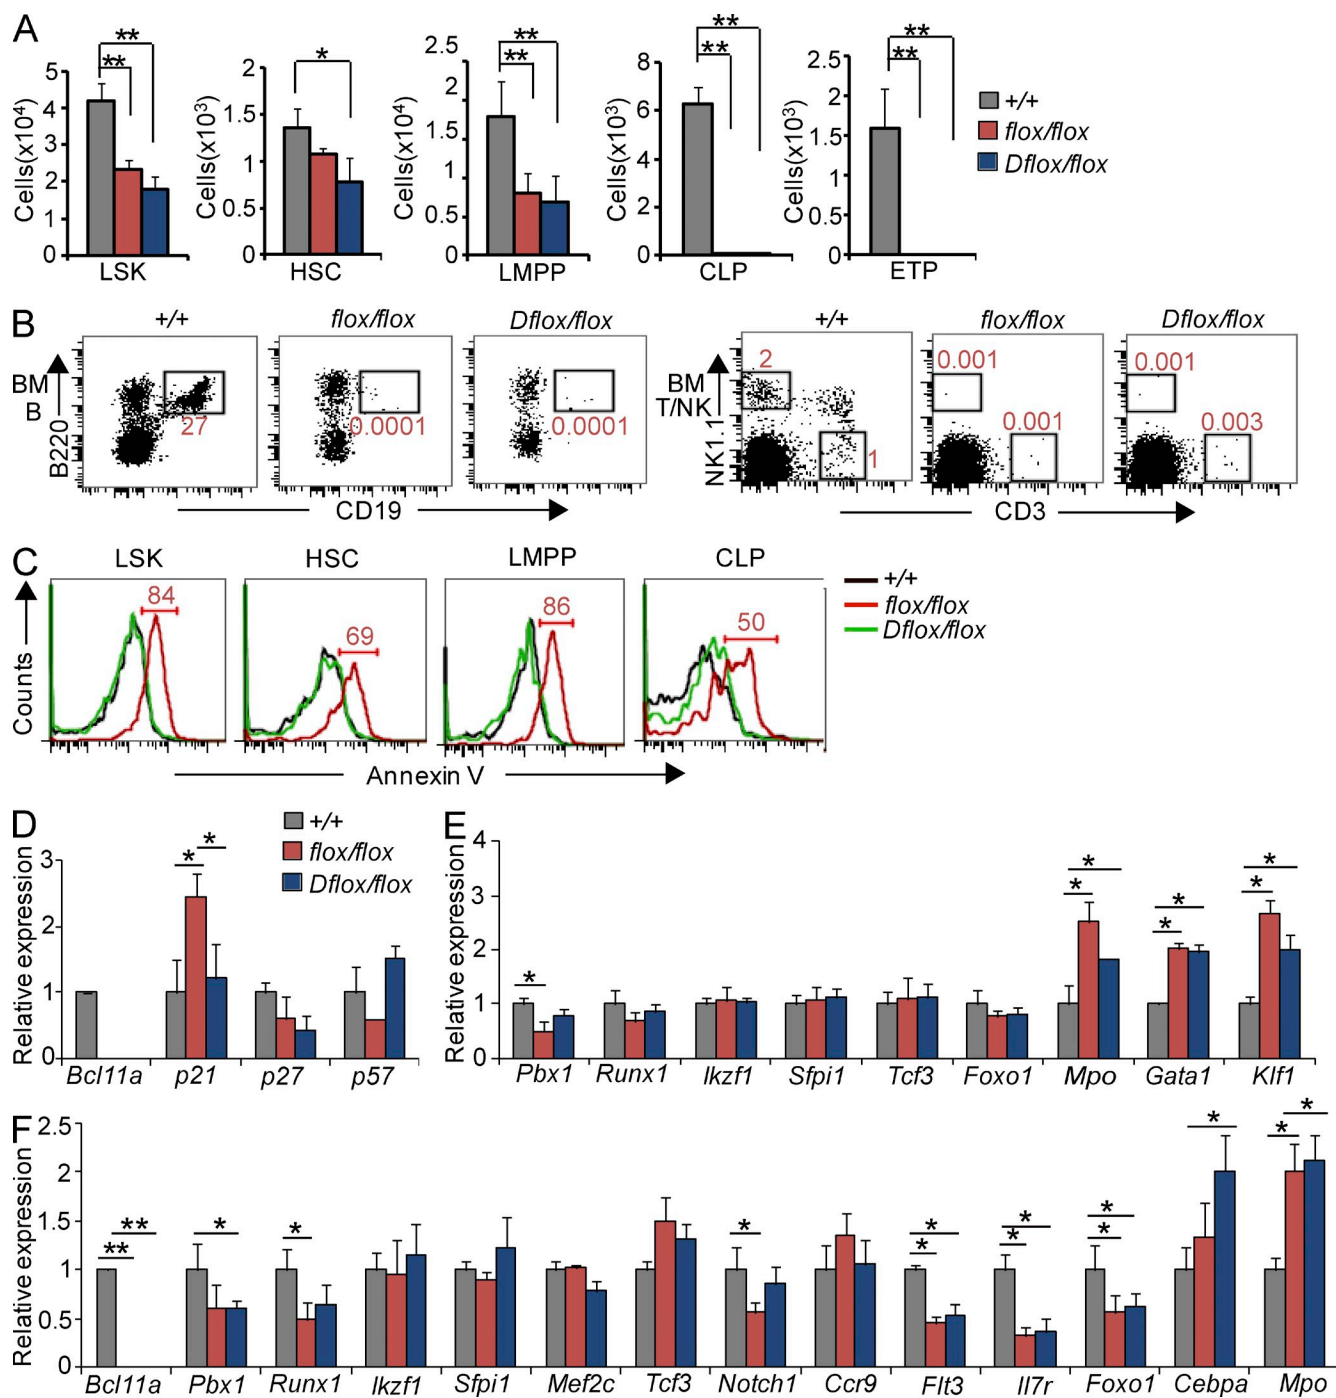 A
** ** * ** ** ** ** ** **
5 4 3 2 1 0
Cells(x10⁴)
LSK
2 1.5 1 0.5 0
Cells(x10³)
HSC
2.5 2 1.5 1 0.5 0
Cells(x10⁴)
LMPP
8 6 4 2 0
Cells(x10³)
CLP
2.5 2 1.5 1 0.5 0
Cells(x10³)
ETP
+/+
flox/flox
Dflox/flox
B
+/+ flox/flox Dflox/flox
BM
B
B220
27 0.0001 0.0001
CD19
+/+ flox/flox Dflox/flox
BM
T/NK
NK1.1
2 0.001 0.001
1 0.001 0.003
CD3
C
LSK HSC LMPP CLP
84 69 86 50
Counts
Annexin V
+/+
flox/flox
Dflox/flox
D
+/+
flox/flox
Dflox/flox
Relative expression
3 2 1 0
* *
Bcl11a p21 p27 p57
E
Relative expression
4 3 2 1 0
* * * * * * *
Pbx1 Runx1 Ikzf1 Sfpi1 Tcf3 Foxo1 Mpo Gata1 Klf1
F
Relative expression
2.5 2 1.5 1 0.5 0
** ** * * * * * * * * * * * *
Bcl11a Pbx1 Runx1 Ikzf1 Sfpi1 Mef2c Tcf3 Notch1 Ccr9 Flt3 Il7r Foxo1 Cebpa Mpo